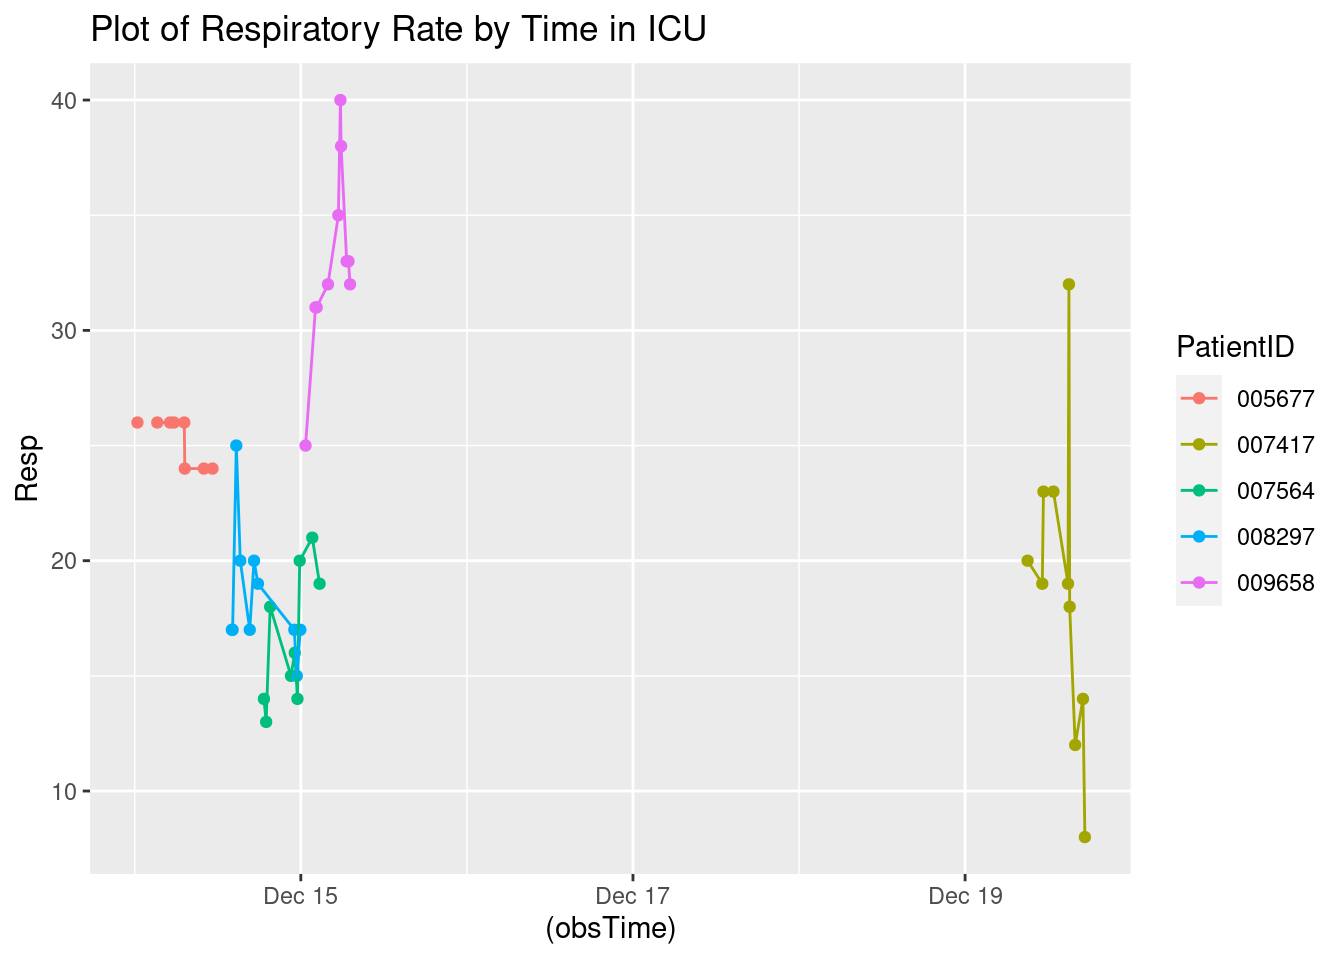 Plot of Respiratory Rate by Time in ICU
Resp
40
30
20
10
Dec 15
Dec 17
Dec 19
(obsTime)
PatientID
005677
007417
007564
008297
009658